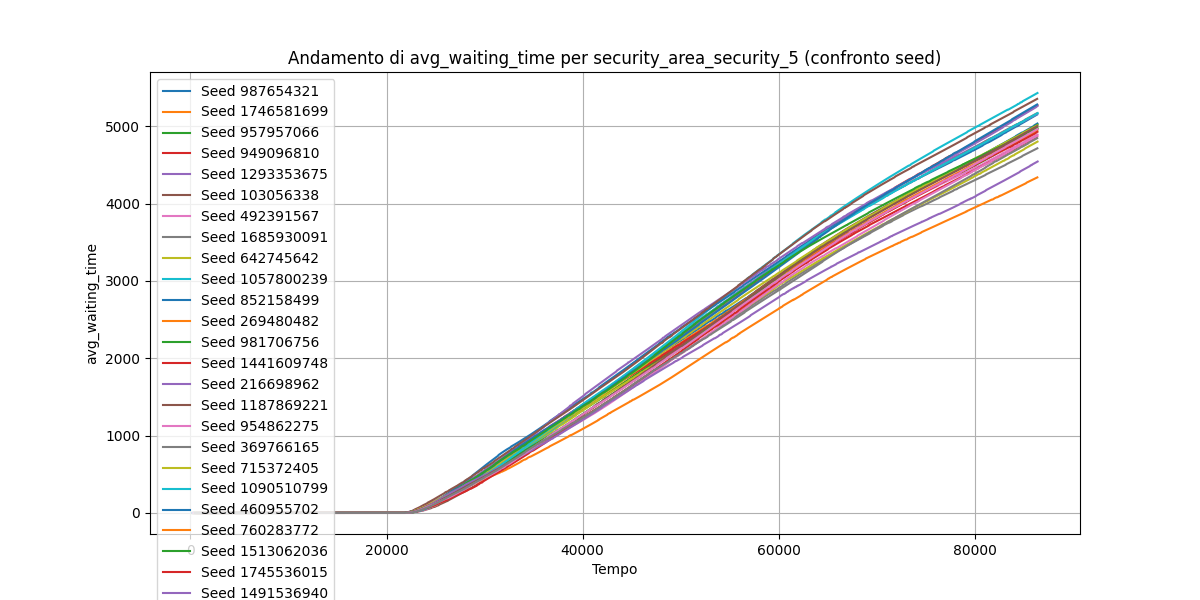 Andamento di avg_waiting_time per security_area_security_5 (confronto seed)
avg_waiting_time
5000
4000
3000
2000
1000
0
Seed 987654321
Seed 1746581699
Seed 957957066
Seed 949096810
Seed 1293353675
Seed 103056338
Seed 492391567
Seed 1685930091
Seed 642745642
Seed 1057800239
Seed 852158499
Seed 269480482
Seed 981706756
Seed 1441609748
Seed 216698962
Seed 1187869221
Seed 954862275
Seed 369766165
Seed 715372405
Seed 1090510799
Seed 460955702
Seed 760283772
Seed 1513062036
Seed 1745536015
Seed 1491536940
0
20000
40000
60000
80000
Tempo